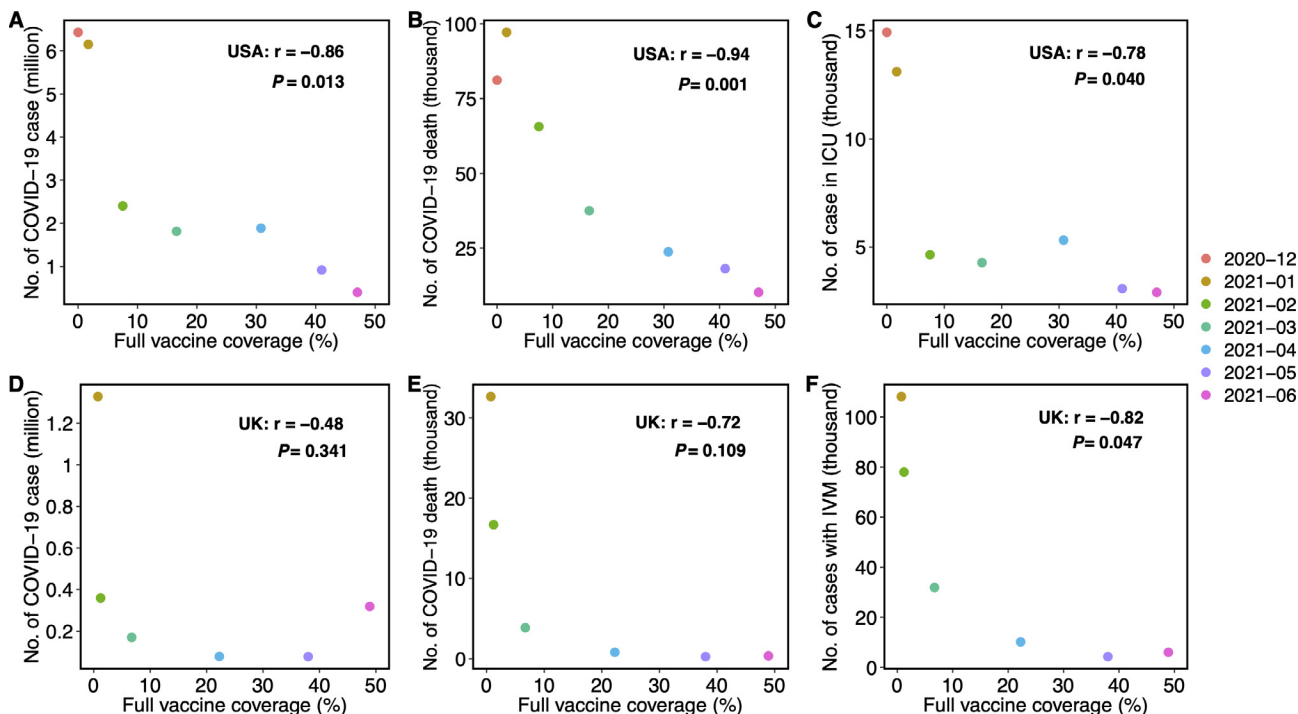 A
No. of COVID−19 case (million)
6
5
4
3
2
1
USA: r = −0.86
P = 0.013
0 10 20 30 40 50
Full vaccine coverage (%)
B
No. of COVID−19 death (thousand)
100
75
50
25
USA: r = −0.94
P = 0.001
0 10 20 30 40 50
Full vaccine coverage (%)
C
No. of case in ICU (thousand)
15
10
5
USA: r = −0.78
P = 0.040
0 10 20 30 40 50
Full vaccine coverage (%)
2020−12
2021−01
2021−02
2021−03
2021−04
2021−05
2021−06
D
No. of COVID−19 case (million)
1.2
1
0.8
0.6
0.4
0.2
UK: r = −0.48
P = 0.341
0 10 20 30 40 50
Full vaccine coverage (%)
E
No. of COVID−19 death (thousand)
30
20
10
0
UK: r = −0.72
P = 0.109
0 10 20 30 40 50
Full vaccine coverage (%)
F
No. of cases with IVM (thousand)
100
80
60
40
20
0
UK: r = −0.82
P = 0.047
0 10 20 30 40 50
Full vaccine coverage (%)